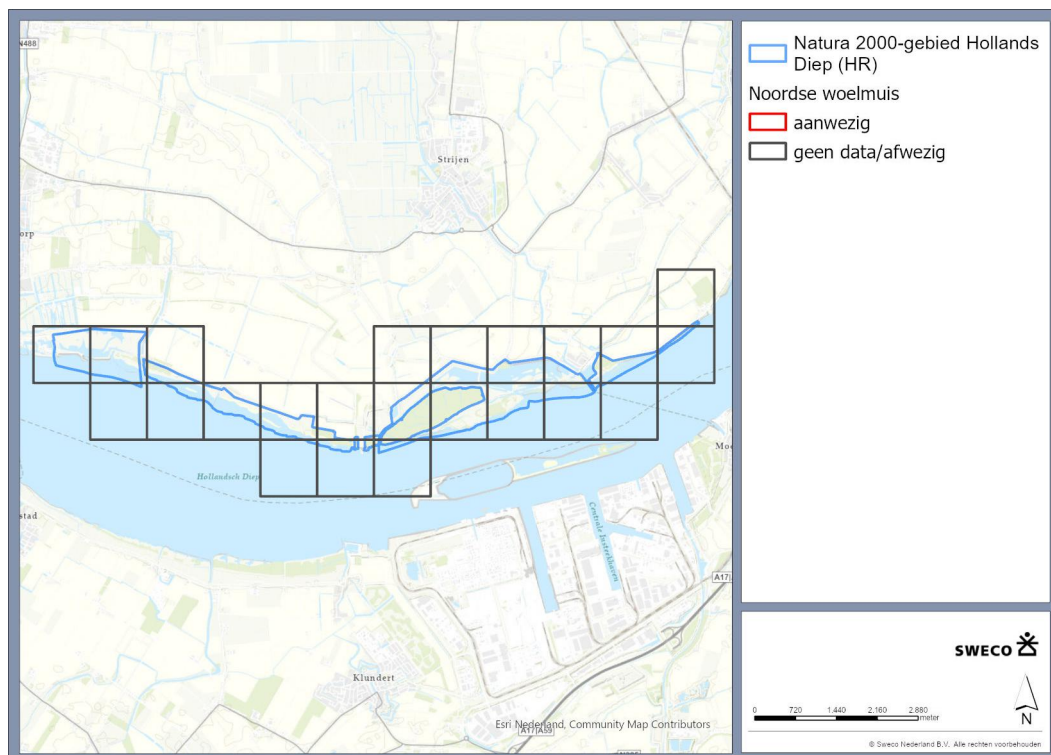 N488
Strijen
orp
Hollandsch Diep
Moe
stad
Centrale Insteekhaven
A17|
Klundert
Esri Nederland, Community Map Contributors
A17|A59
Natura 2000-gebied Hollands
Diep (HR)
Noordse woelmuis
aanwezig
geen data/afwezig
SWECO
0 720 1.440 2.160 2.880
meter
N
© Sweco Nederland B.V. Alle rechten voorbehouden